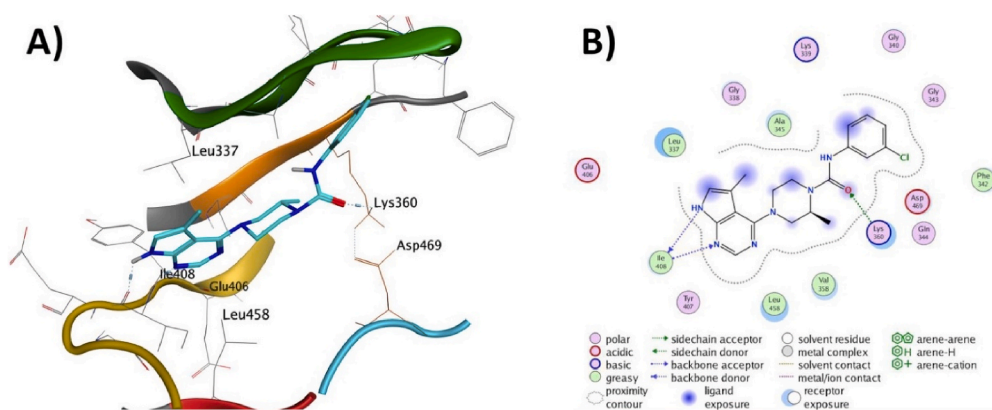 A)
Leu337
Lys360
Asp469
Ile408
Glu406
Leu458
B)
Lys
339
Gly
340
Gly
338
Gly
343
Ala
345
Leu
337
Glu
406
Phe
342
Asp
469
Gln
344
Lys
360
Ile
408
Tyr
407
Leu
458
Val
358
HN
N
N
N
N
O
HN
Cl
polar
acidic
basic
greasy
proximity
contour
sidechain acceptor
sidechain donor
backbone acceptor
backbone donor
ligand
exposure
solvent residue
metal complex
solvent contact
metal/ion contact
receptor
exposure
arene-arene
H arene-H
+ arene-cation